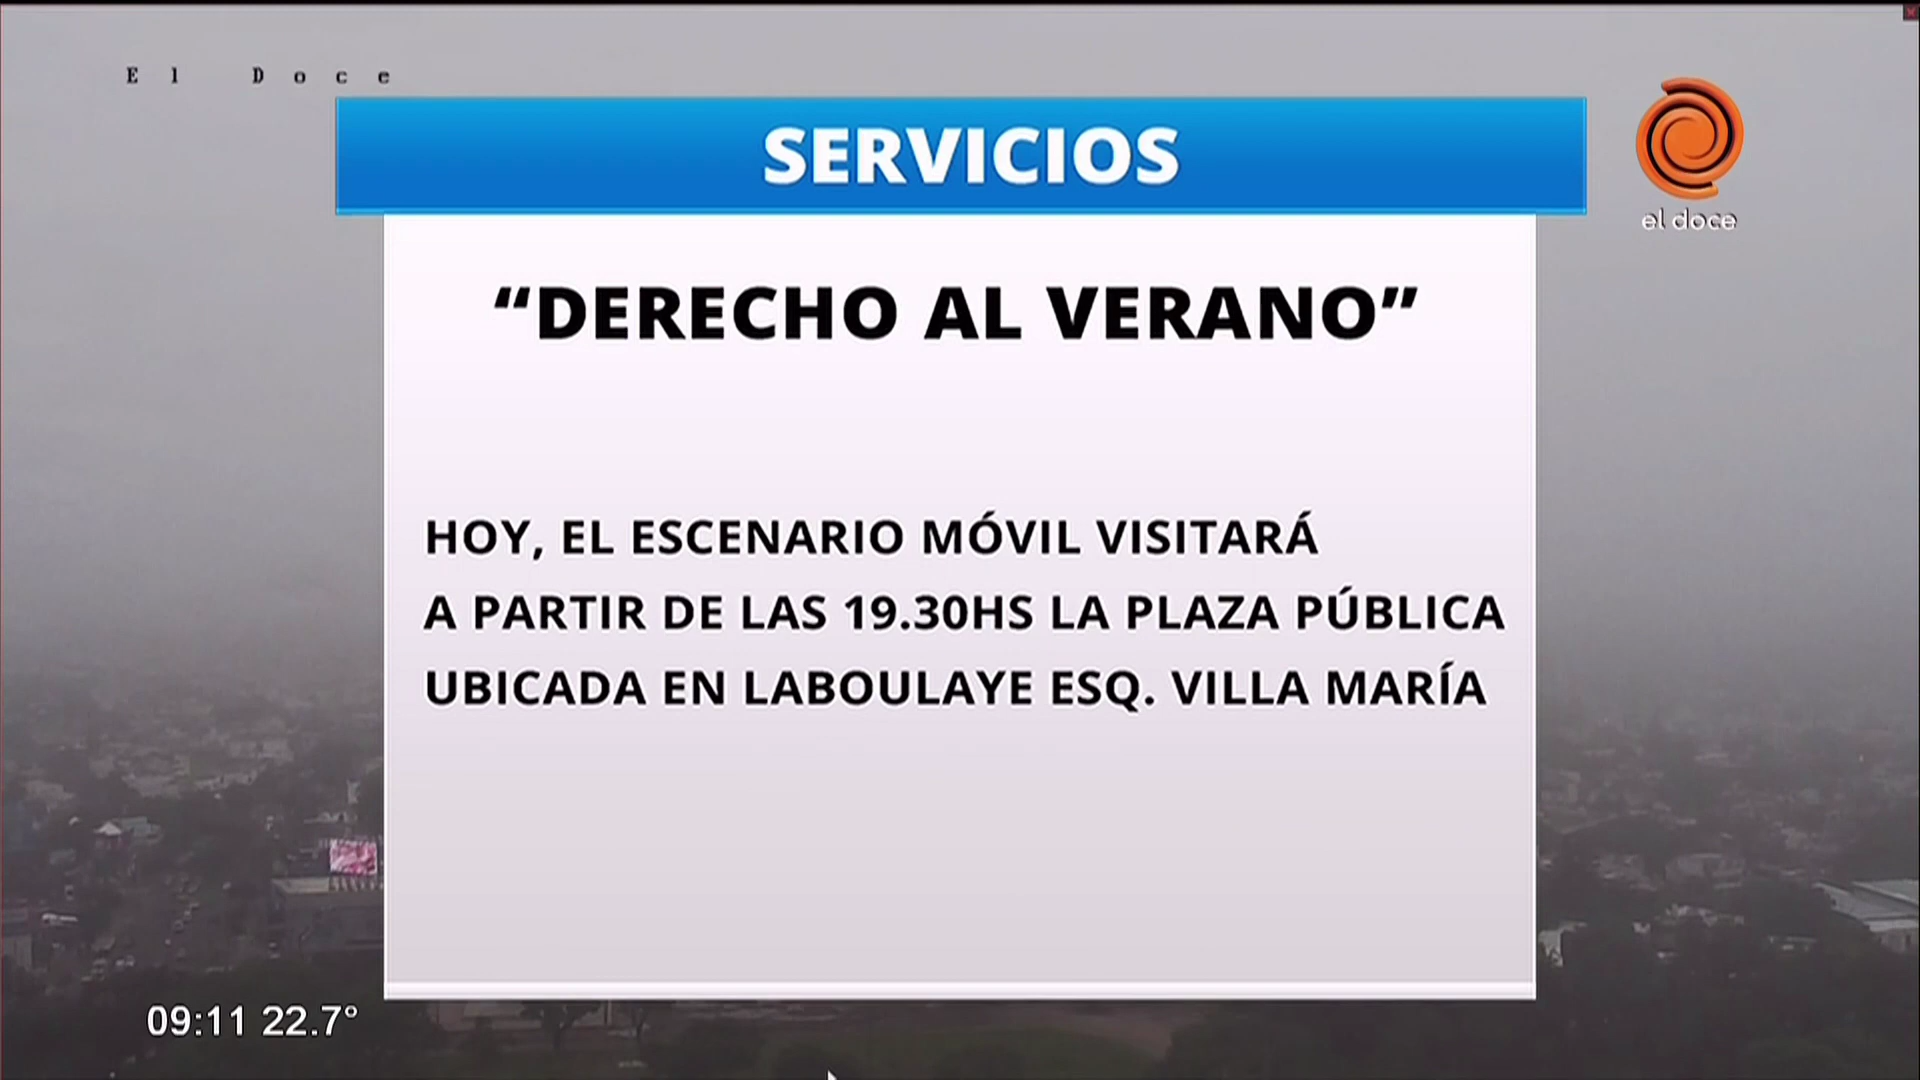 El Doce
SERVICIOS
el doce
“DERECHO AL VERANO”
HOY, EL ESCENARIO MÓVIL VISITARÁ
A PARTIR DE LAS 19.30HS LA PLAZA PÚBLICA
UBICADA EN LABOULAYE ESQ. VILLA MARÍA
09:11 22.7°